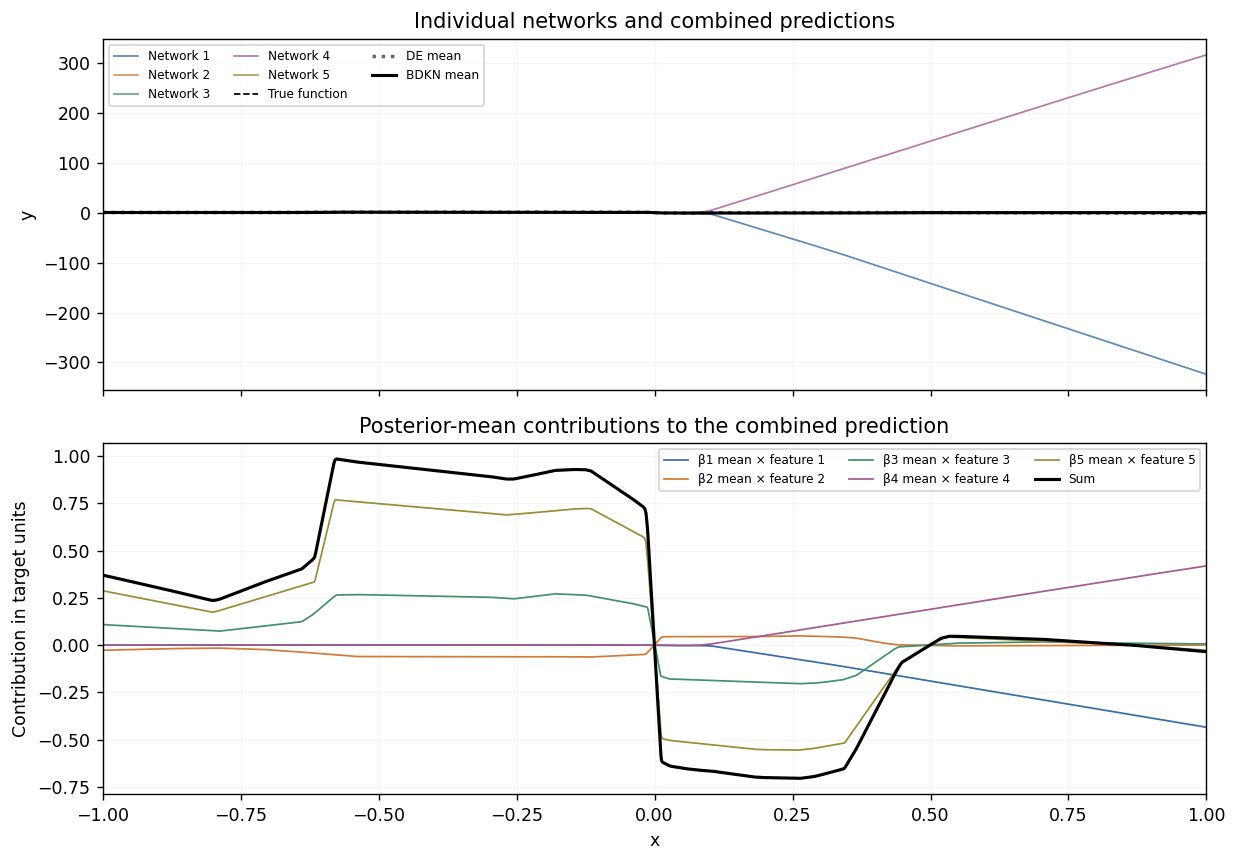 Individual networks and combined predictions
Network 1
Network 2
Network 3
Network 4
Network 5
True function
DE mean
BDKN mean
300
200
100
0
−100
−200
−300
y
Posterior-mean contributions to the combined prediction
β1 mean × feature 1
β2 mean × feature 2
β3 mean × feature 3
β4 mean × feature 4
β5 mean × feature 5
Sum
1.00
0.75
0.50
0.25
0.00
−0.25
−0.50
−0.75
Contribution in target units
−1.00
−0.75
−0.50
−0.25
0.00
0.25
0.50
0.75
1.00
x